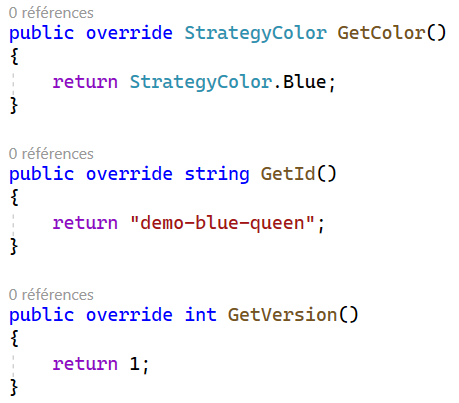 0 références
public override StrategyColor GetColor()
{
    return StrategyColor.Blue;
}
0 références
public override string GetId()
{
    return "demo-blue-queen";
}
0 références
public override int GetVersion()
{
    return 1;
}